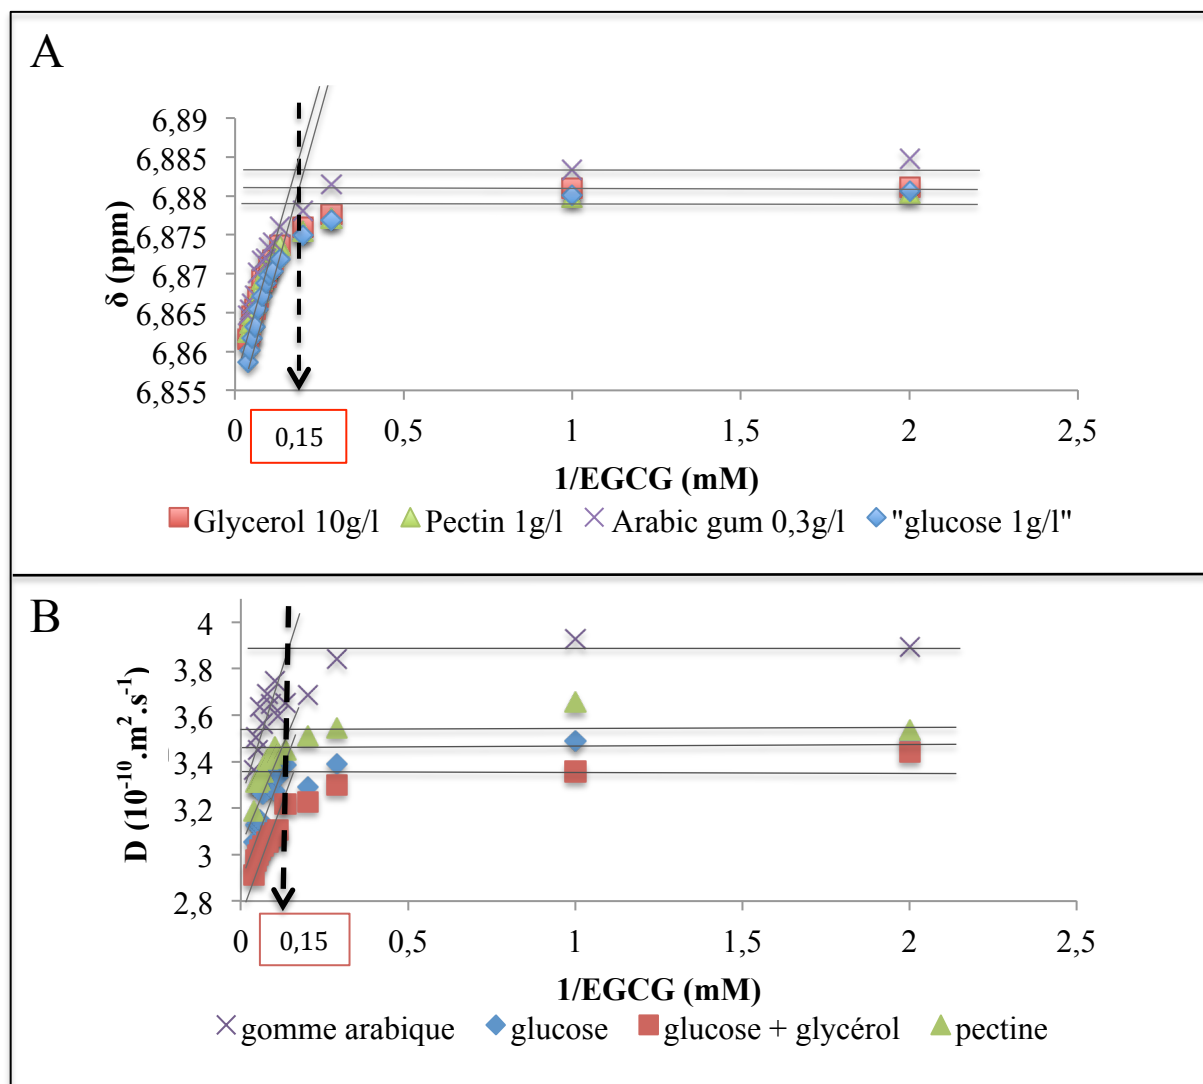 A
6,89
6,885
6,88
6,875
6,87
6,865
6,86
6,855
δ (ppm)
0
0,15
0,5
1
1,5
2
2,5
1/EGCG (mM)
Glycerol 10g/l
Pectin 1g/l
Arabic gum 0,3g/l
"glucose 1g/l"
B
4
3,8
3,6
3,4
3,2
3
2,8
D (10⁻¹⁰.m².s⁻¹)
0
0,15
0,5
1
1,5
2
2,5
1/EGCG (mM)
gomme arabique
glucose
glucose + glycérol
pectine